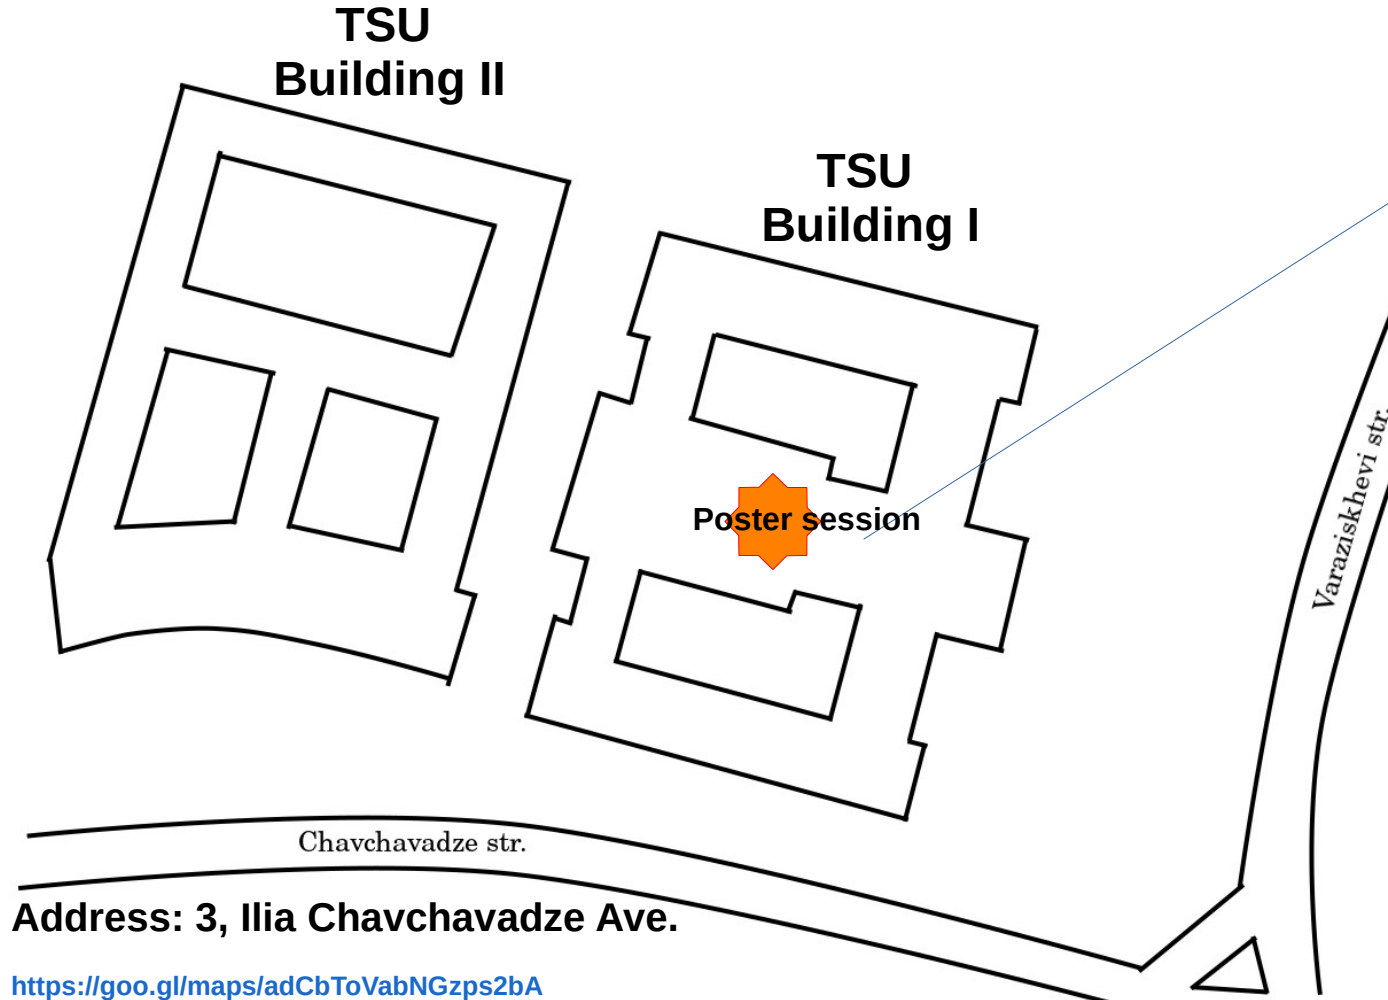 TSU
Building II
TSU
Building I
Poster session
Varaziskhevi str.
Chavchavadze str.
Address: 3, Ilia Chavchavadze Ave.
https://goo.gl/maps/adCbToVabNGzps2bA